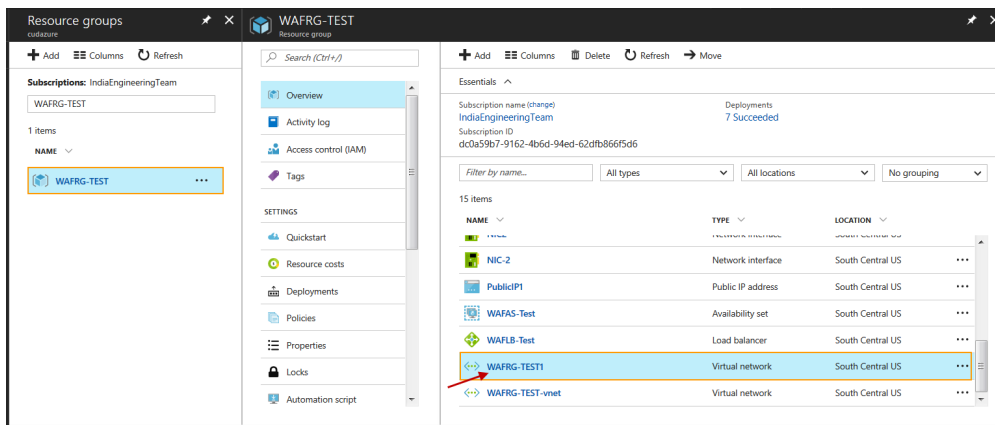 Resource groups
cudazure
Add Columns Refresh
Subscriptions: IndiaEngineeringTeam
WAFRG-TEST
1 items
NAME
WAFRG-TEST ...
WAFRG-TEST
Resource group
Search (Ctrl+/)
Overview
Activity log
Access control (IAM)
Tags
SETTINGS
Quickstart
Resource costs
Deployments
Policies
Properties
Locks
Automation script
Add Columns Delete Refresh Move
Essentials
Subscription name (change) Deployments
IndiaEngineeringTeam 7 Succeeded
Subscription ID
dc0a59b7-9162-4b6d-94ed-62dfb866f5d6
Filter by name... All types All locations No grouping
15 items
NAME TYPE LOCATION
NIC-2 Network interface South Central US ...
PublicIP1 Public IP address South Central US ...
WAFAS-Test Availability set South Central US ...
WAFLB-Test Load balancer South Central US ...
WAFRG-TEST1 Virtual network South Central US ...
WAFRG-TEST-vnet Virtual network South Central US ...